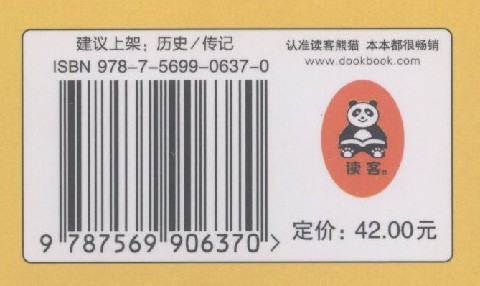 建议上架：历史/传记
ISBN 978-7-5699-0637-0
9 787569 906370 >
认准读客熊猫 本本都很畅销
www.dookbook.com
读客®
定价：42.00元